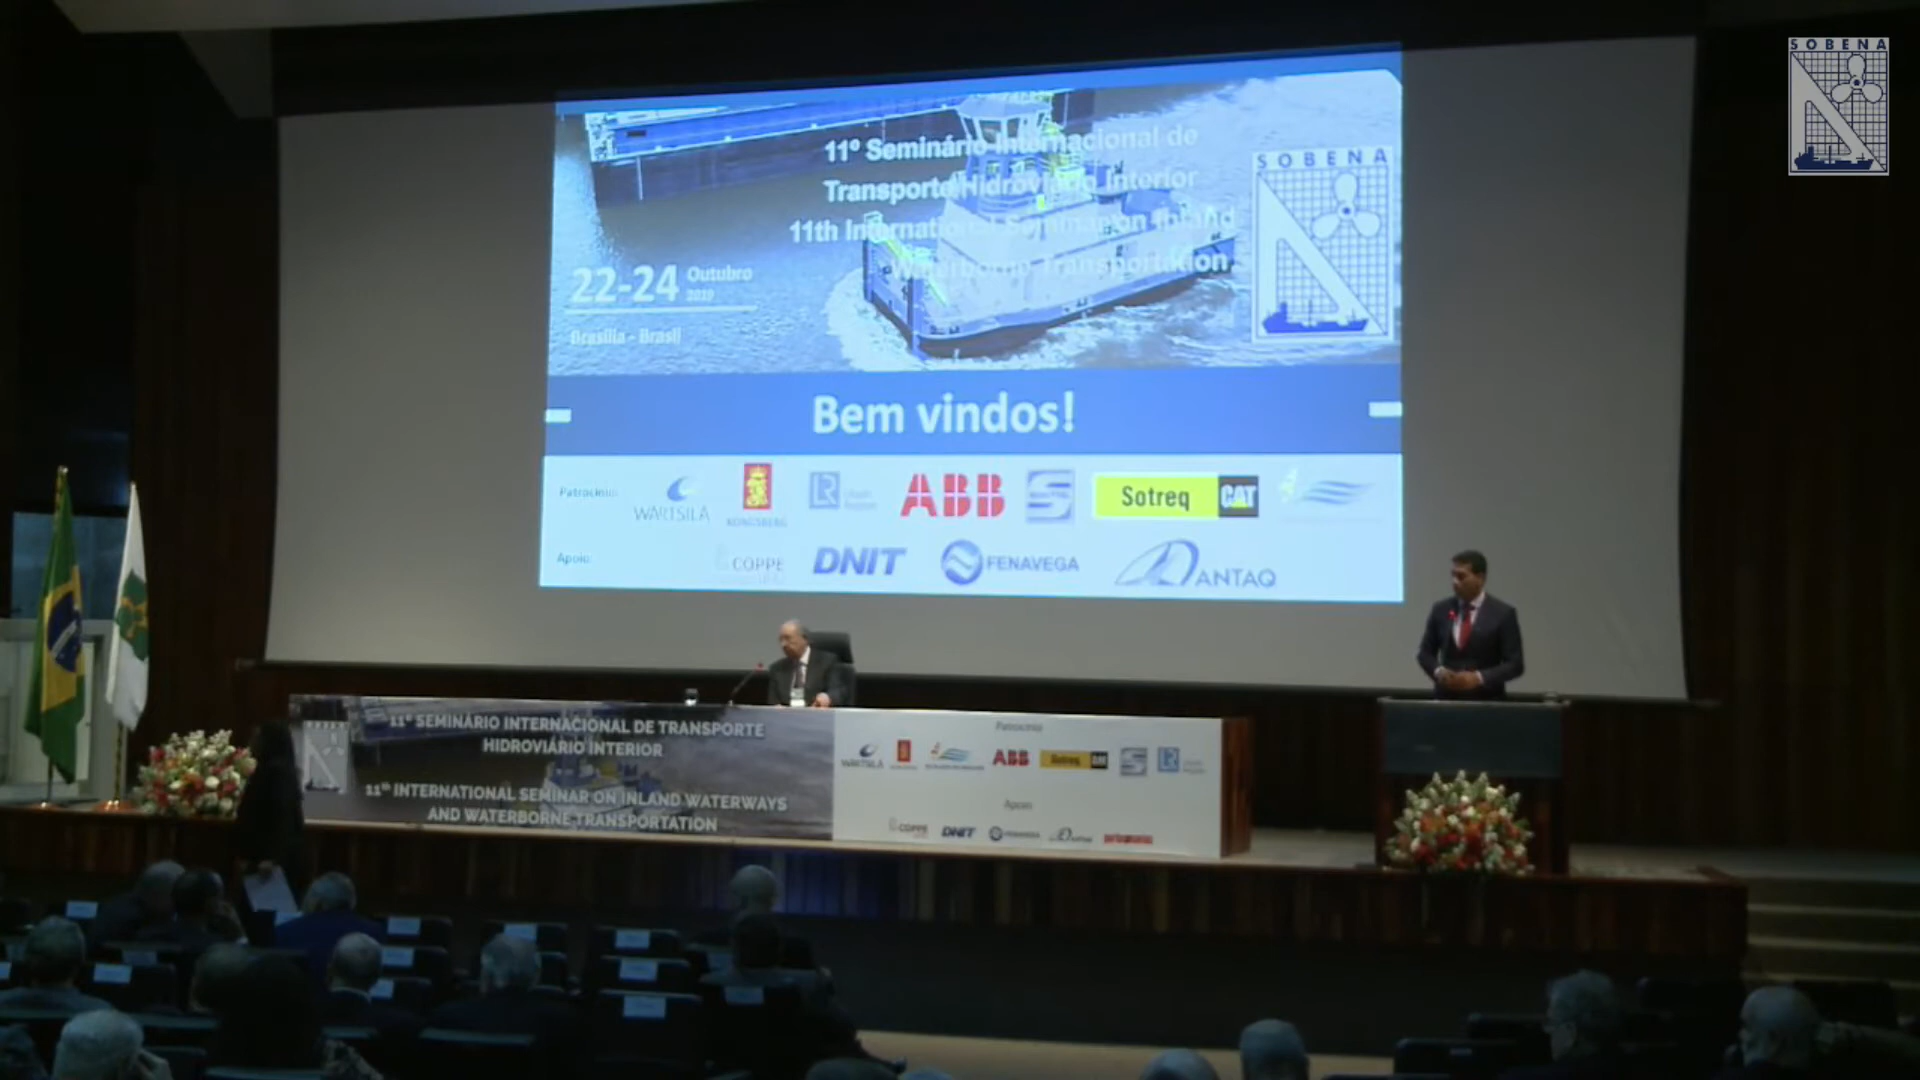 SOBENA
11º Seminário Internacional de
Transporte Hidroviário Interior
11th International Seminar on Inland
Waterborne Transportation
SOBENA
22-24 Outubro
2019
Brasília - Brasil
Bem vindos!
Patrocínio:
WÄRTSILÄ
KONGSBERG
LR
ABB
Sotreq CAT
Apoio:
COPPE
DNIT
FENAVEGA
ANTAQ
11º SEMINÁRIO INTERNACIONAL DE TRANSPORTE
HIDROVIÁRIO INTERIOR
11th INTERNATIONAL SEMINAR ON INLAND WATERWAYS
AND WATERBORNE TRANSPORTATION
Patrocínio
WÄRTSILÄ
ABB
Sotreq
LR
Apoio
COPPE
DNIT
FENAVEGA